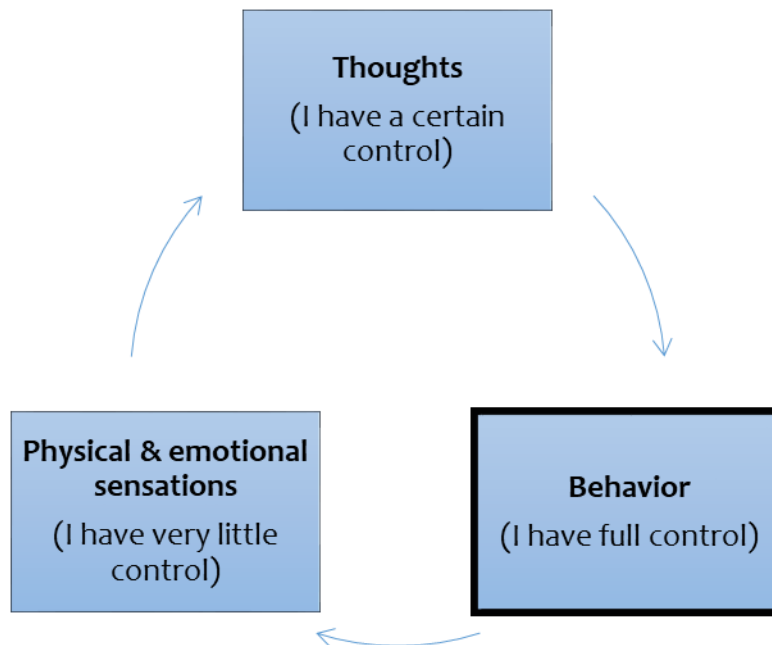 Thoughts
(I have a certain
control)
Physical & emotional
sensations
(I have very little
control)
Behavior
(I have full control)